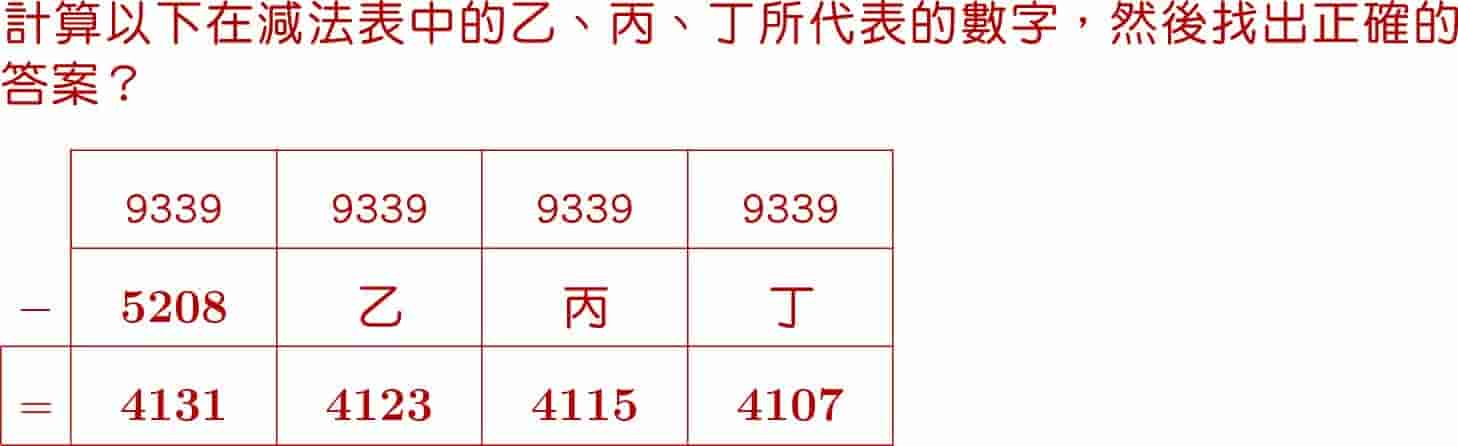 計算以下在減法表中的乙、丙、丁所代表的數字，然後找出正確的
答案？
9339 9339 9339 9339
− 5208 乙 丙 丁
= 4131 4123 4115 4107